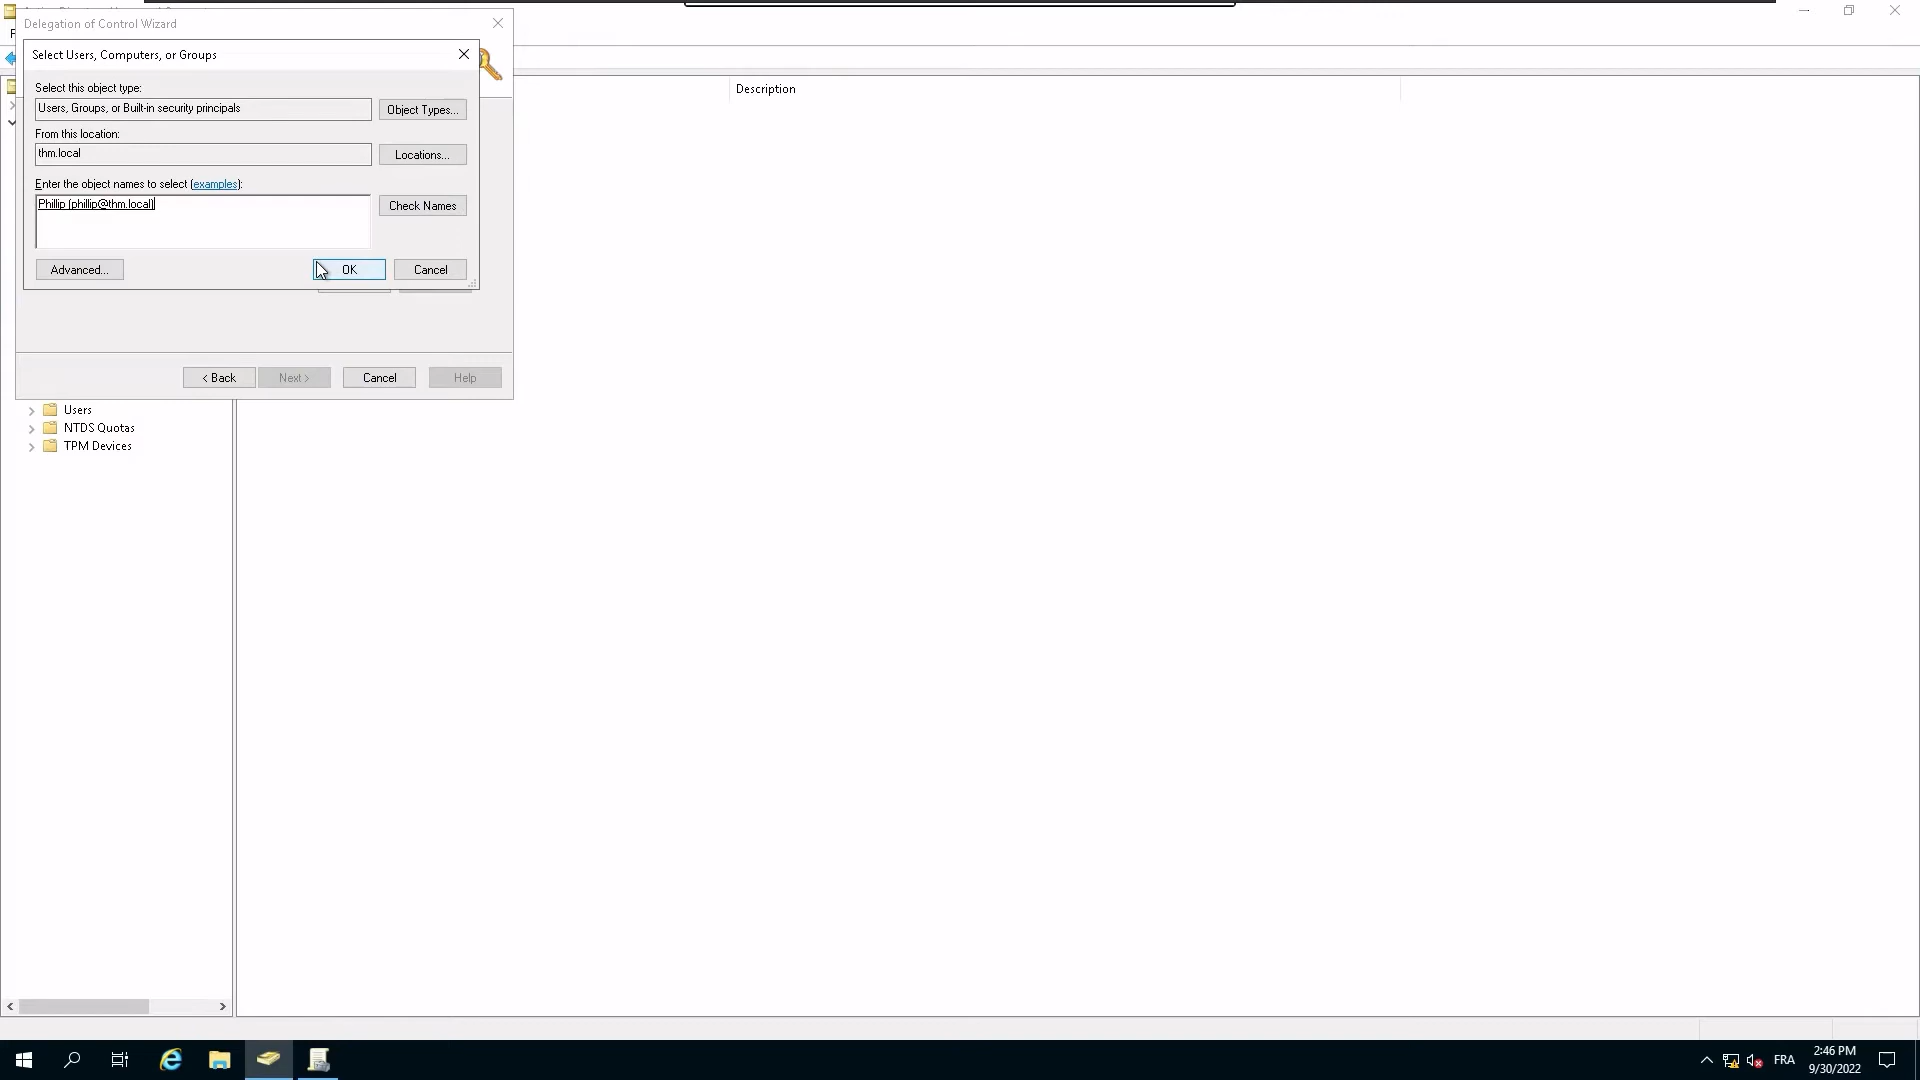 Delegation of Control Wizard
Select Users, Computers, or Groups
Select this object type:
Users, Groups, or Built-in security principals
Object Types...
From this location:
thm.local
Locations...
Enter the object names to select (examples):
Phillip (phillip@thm.local)
Check Names
Advanced...
OK
Cancel
< Back
Next >
Cancel
Help
Description
Users
NTDS Quotas
TPM Devices
FRA
2:46 PM
9/30/2022